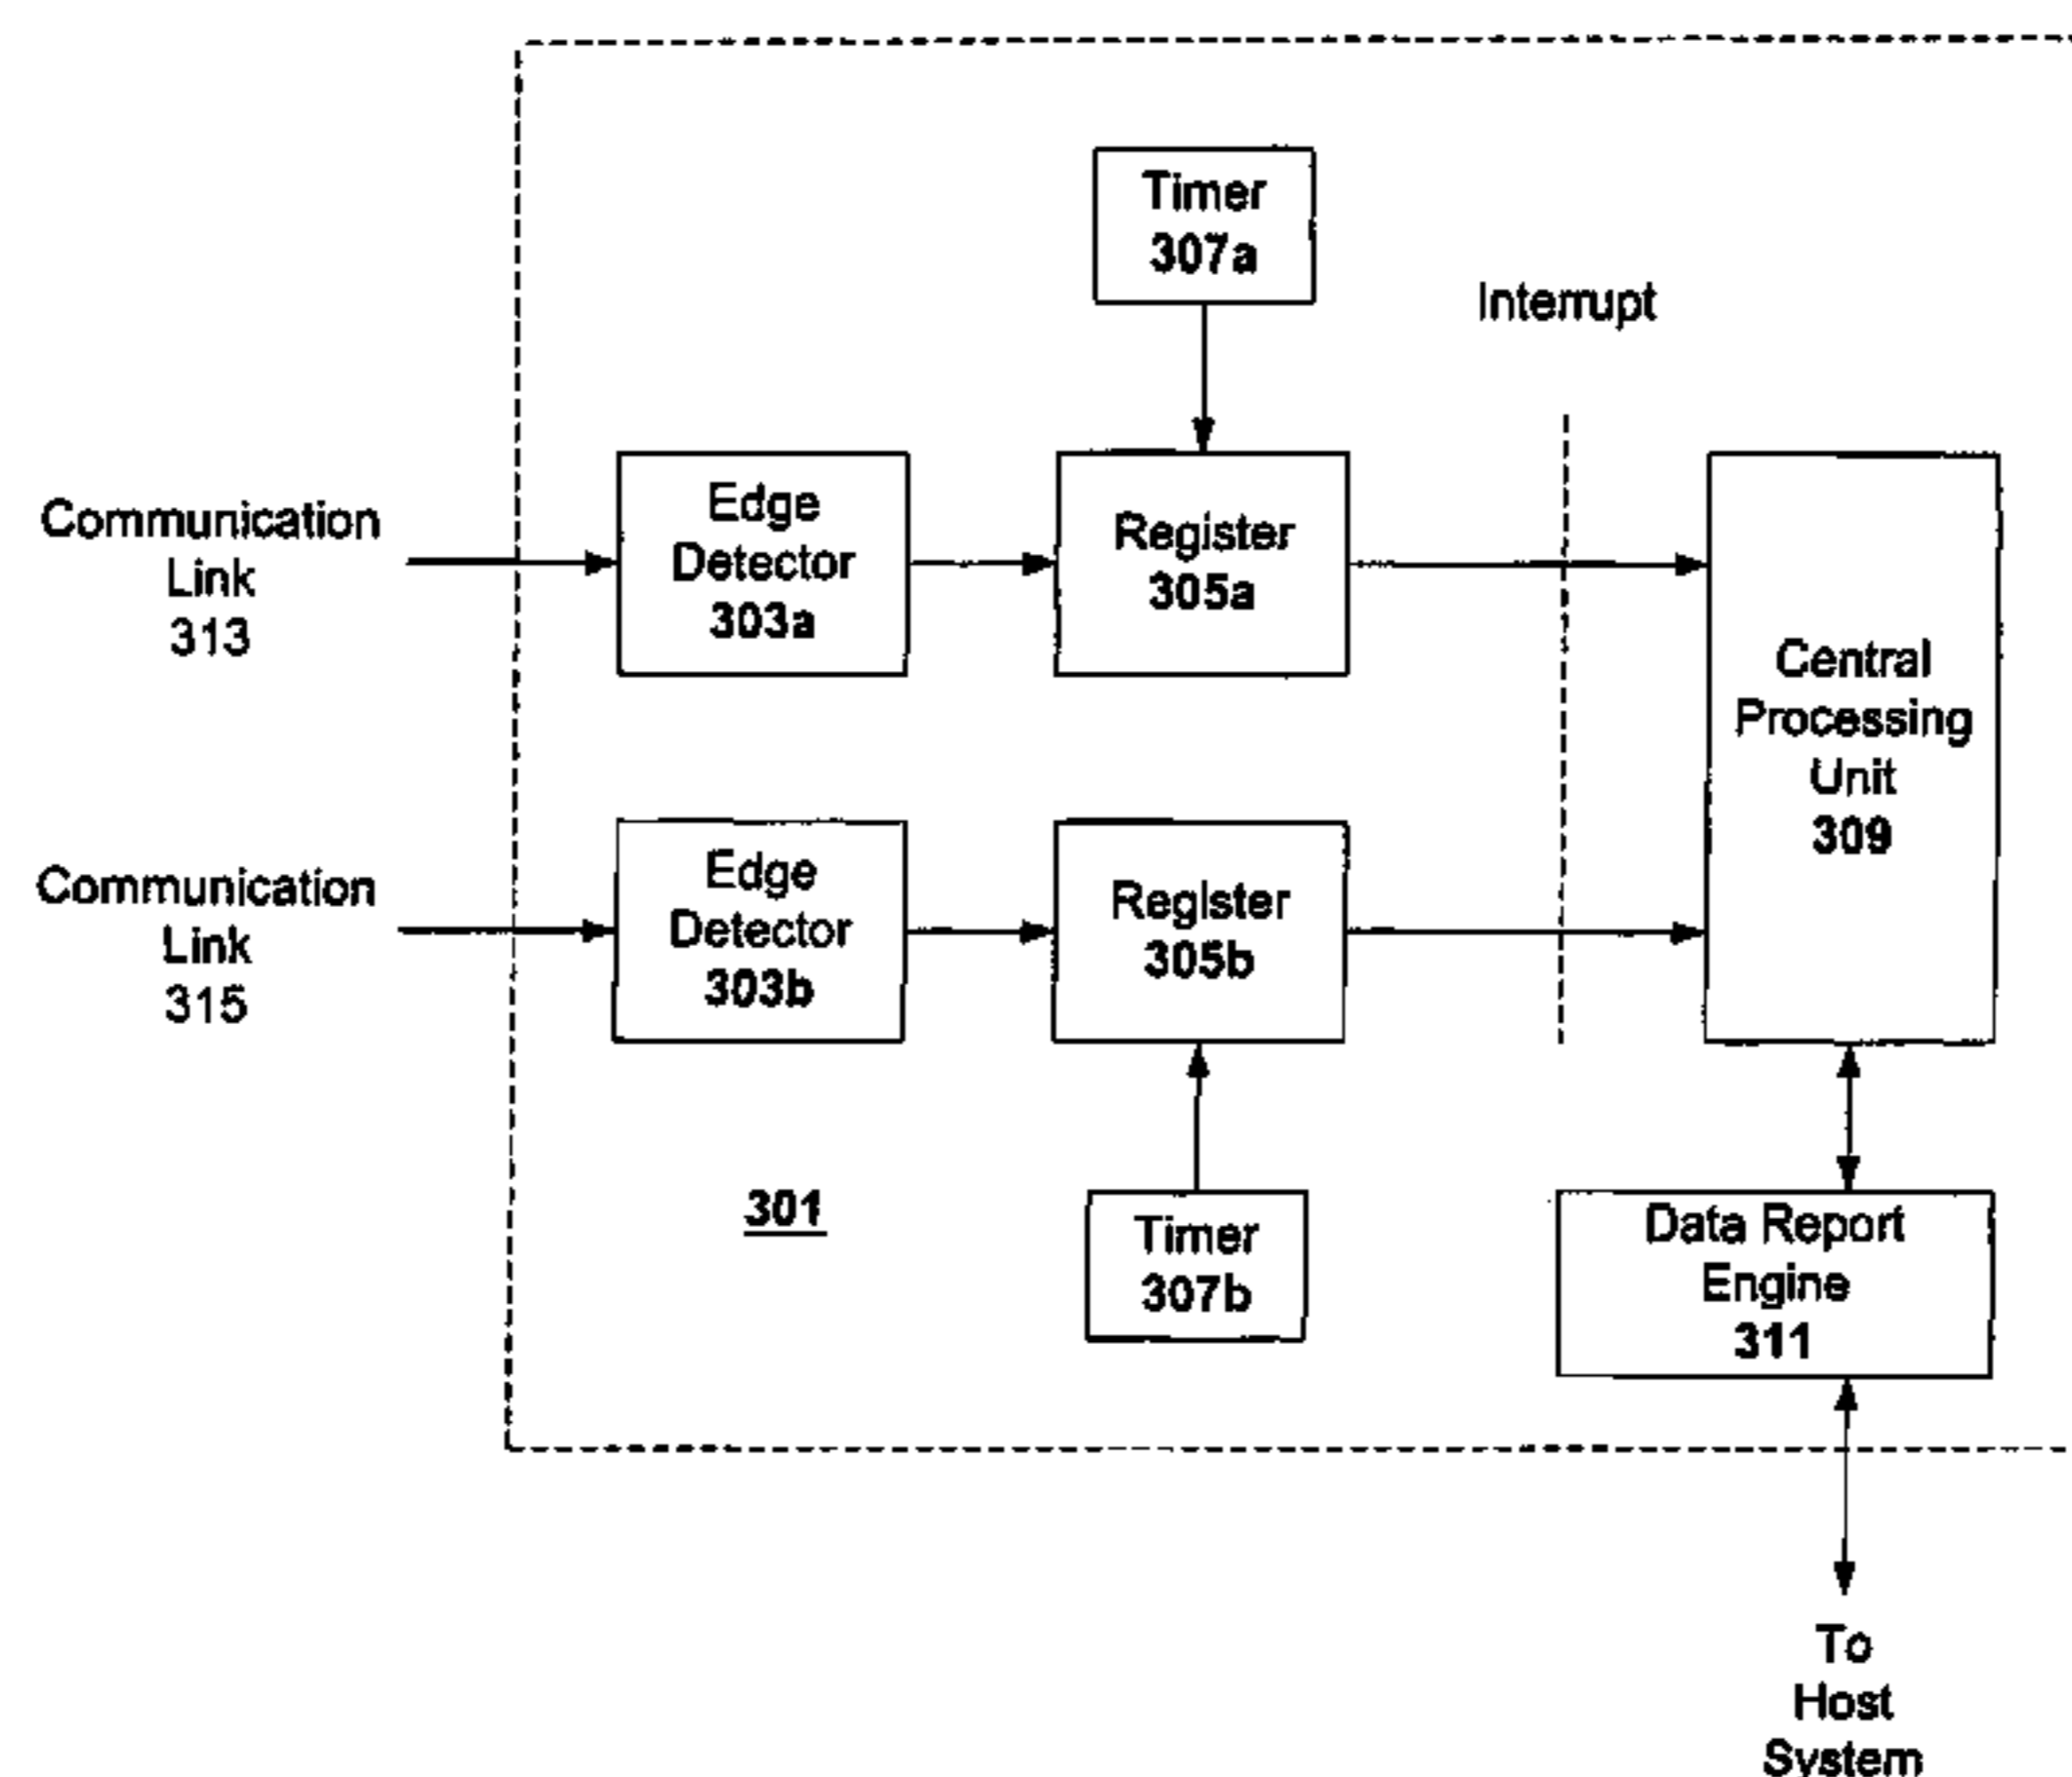 Timer
307a
Interrupt
Communication
Link
313
Edge
Detector
303a
Register
305a
Central
Processing
Unit
309
Communication
Link
315
Edge
Detector
303b
Register
305b
301
Timer
307b
Data Report
Engine
311
To
Host
System